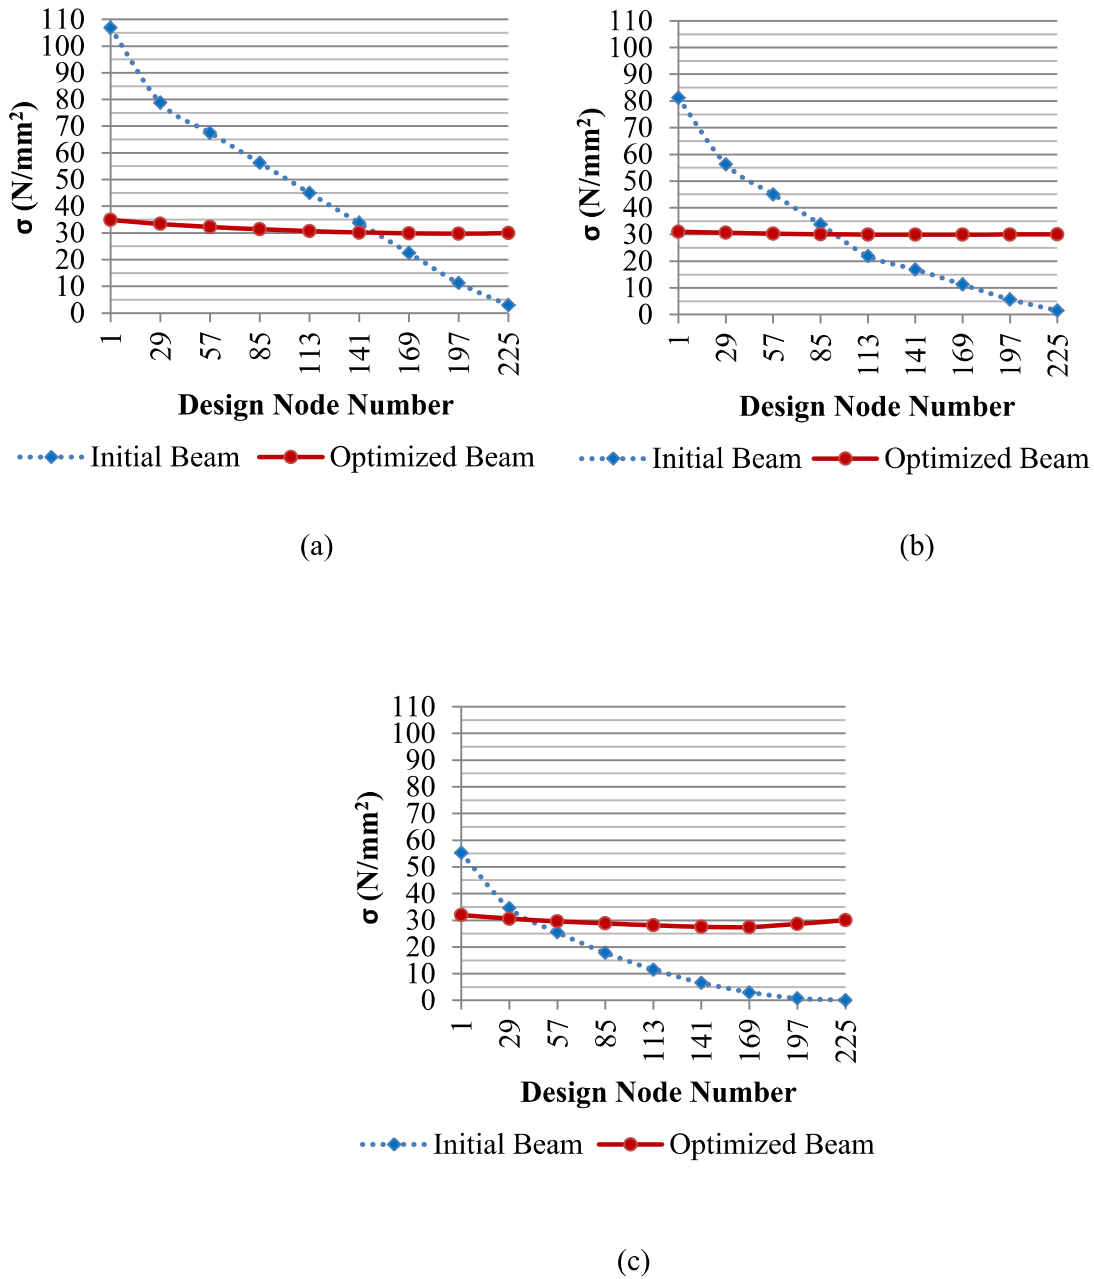 110
100
90
80
70
60
50
40
30
20
10
0
σ (N/mm²)
1 29 57 85 113 141 169 197 225
Design Node Number
Initial Beam Optimized Beam
(a)
110
100
90
80
70
60
50
40
30
20
10
0
σ (N/mm²)
1 29 57 85 113 141 169 197 225
Design Node Number
Initial Beam Optimized Beam
(b)
110
100
90
80
70
60
50
40
30
20
10
0
σ (N/mm²)
1 29 57 85 113 141 169 197 225
Design Node Number
Initial Beam Optimized Beam
(c)